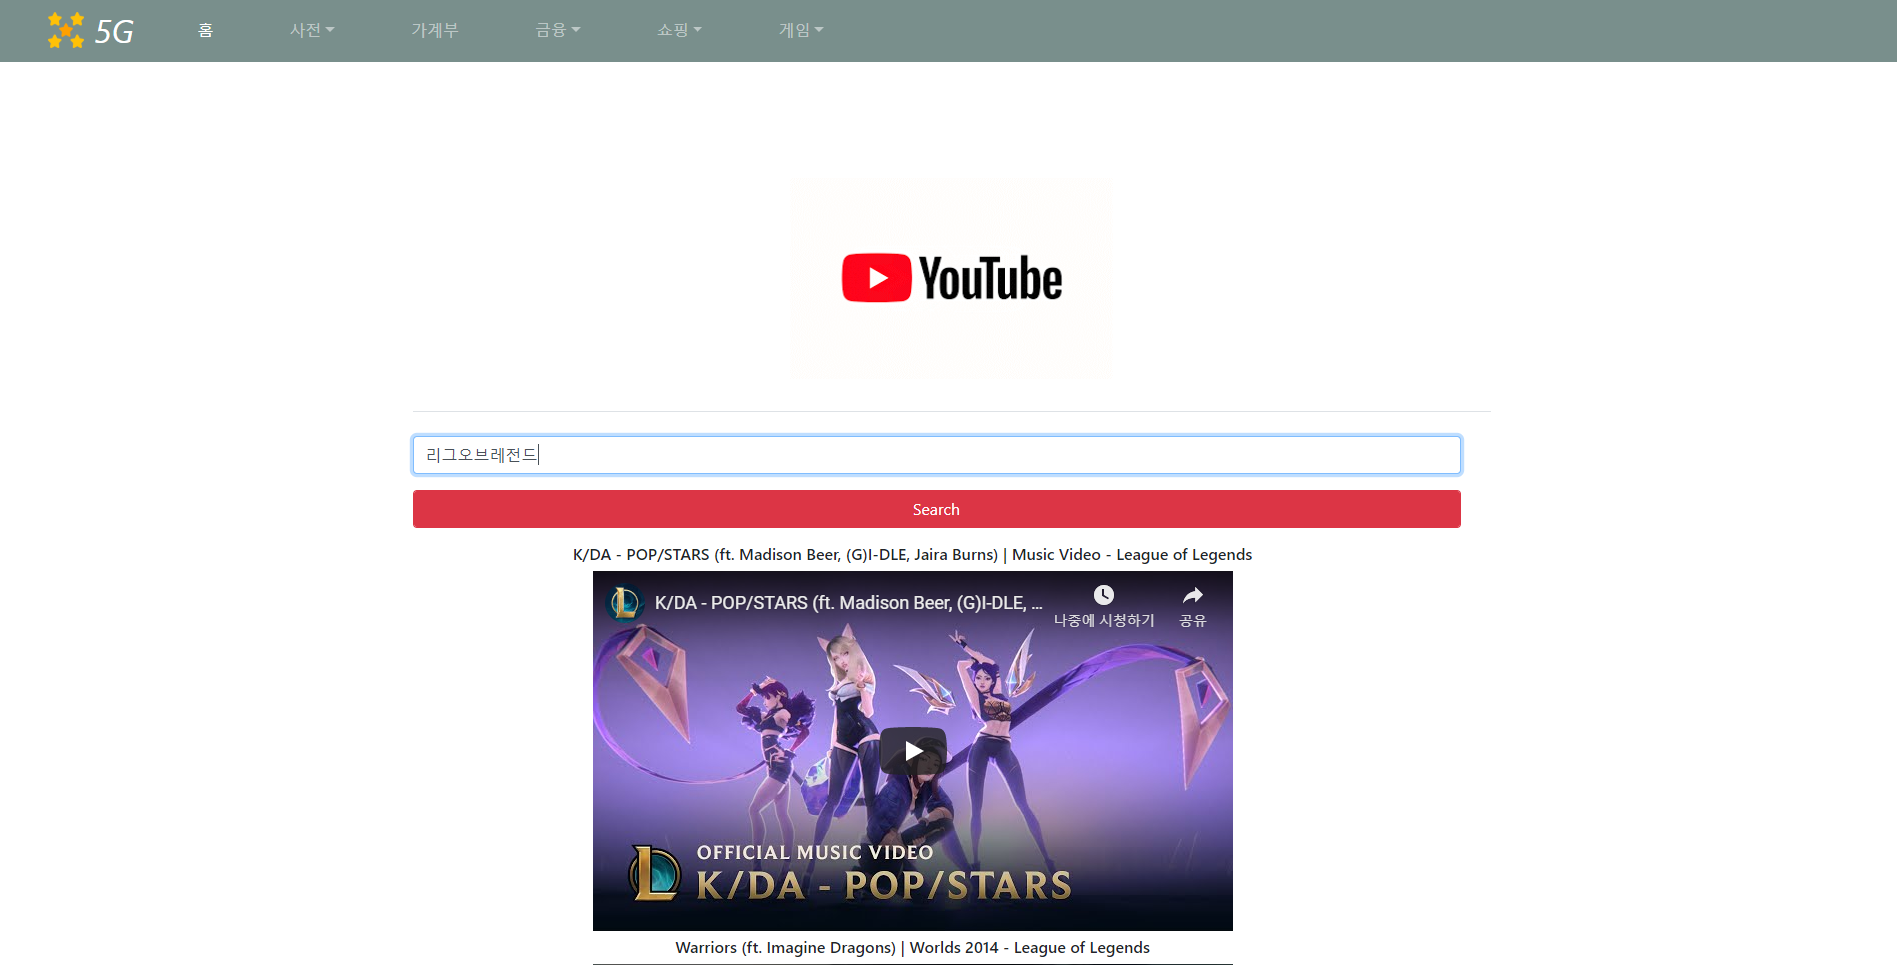 5G 홈 사전 가계부 금융 쇼핑 게임
YouTube
리그오브레전드
Search
K/DA - POP/STARS (ft. Madison Beer, (G)I-DLE, Jaira Burns) | Music Video - League of Legends
K/DA - POP/STARS (ft. Madison Beer, (G)I-DLE, ...
나중에 시청하기 공유
OFFICIAL MUSIC VIDEO
K/DA - POP/STARS
Warriors (ft. Imagine Dragons) | Worlds 2014 - League of Legends